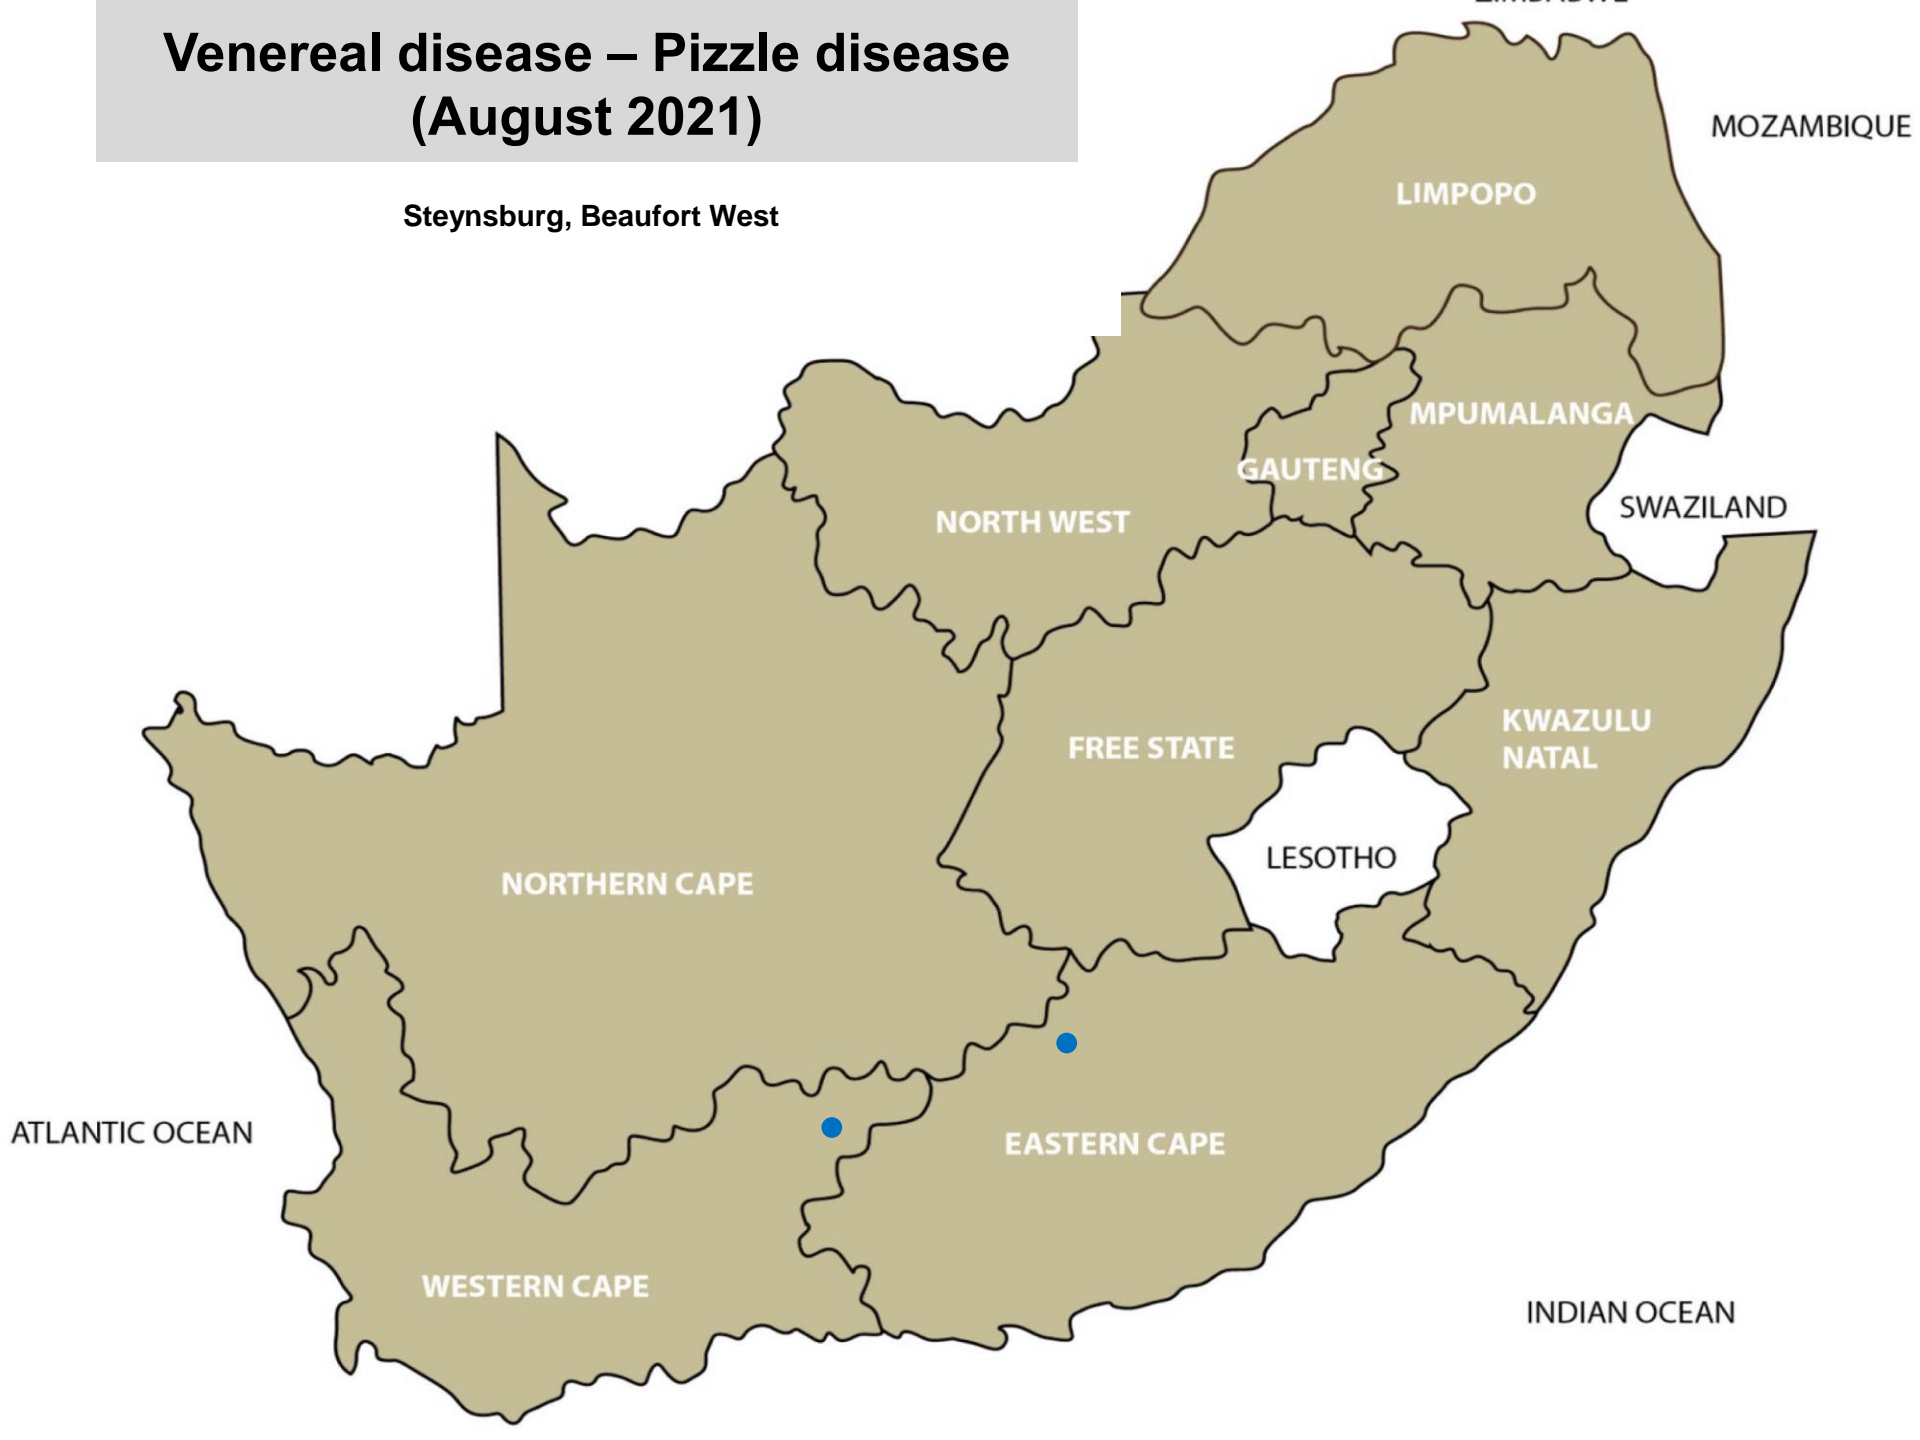 Venereal disease – Pizzle disease
(August 2021)
Steynsburg, Beaufort West
MOZAMBIQUE
LIMPOPO
MPUMALANGA
GAUTENG
SWAZILAND
NORTH WEST
KWAZULU
NATAL
FREE STATE
LESOTHO
NORTHERN CAPE
ATLANTIC OCEAN
EASTERN CAPE
WESTERN CAPE
INDIAN OCEAN